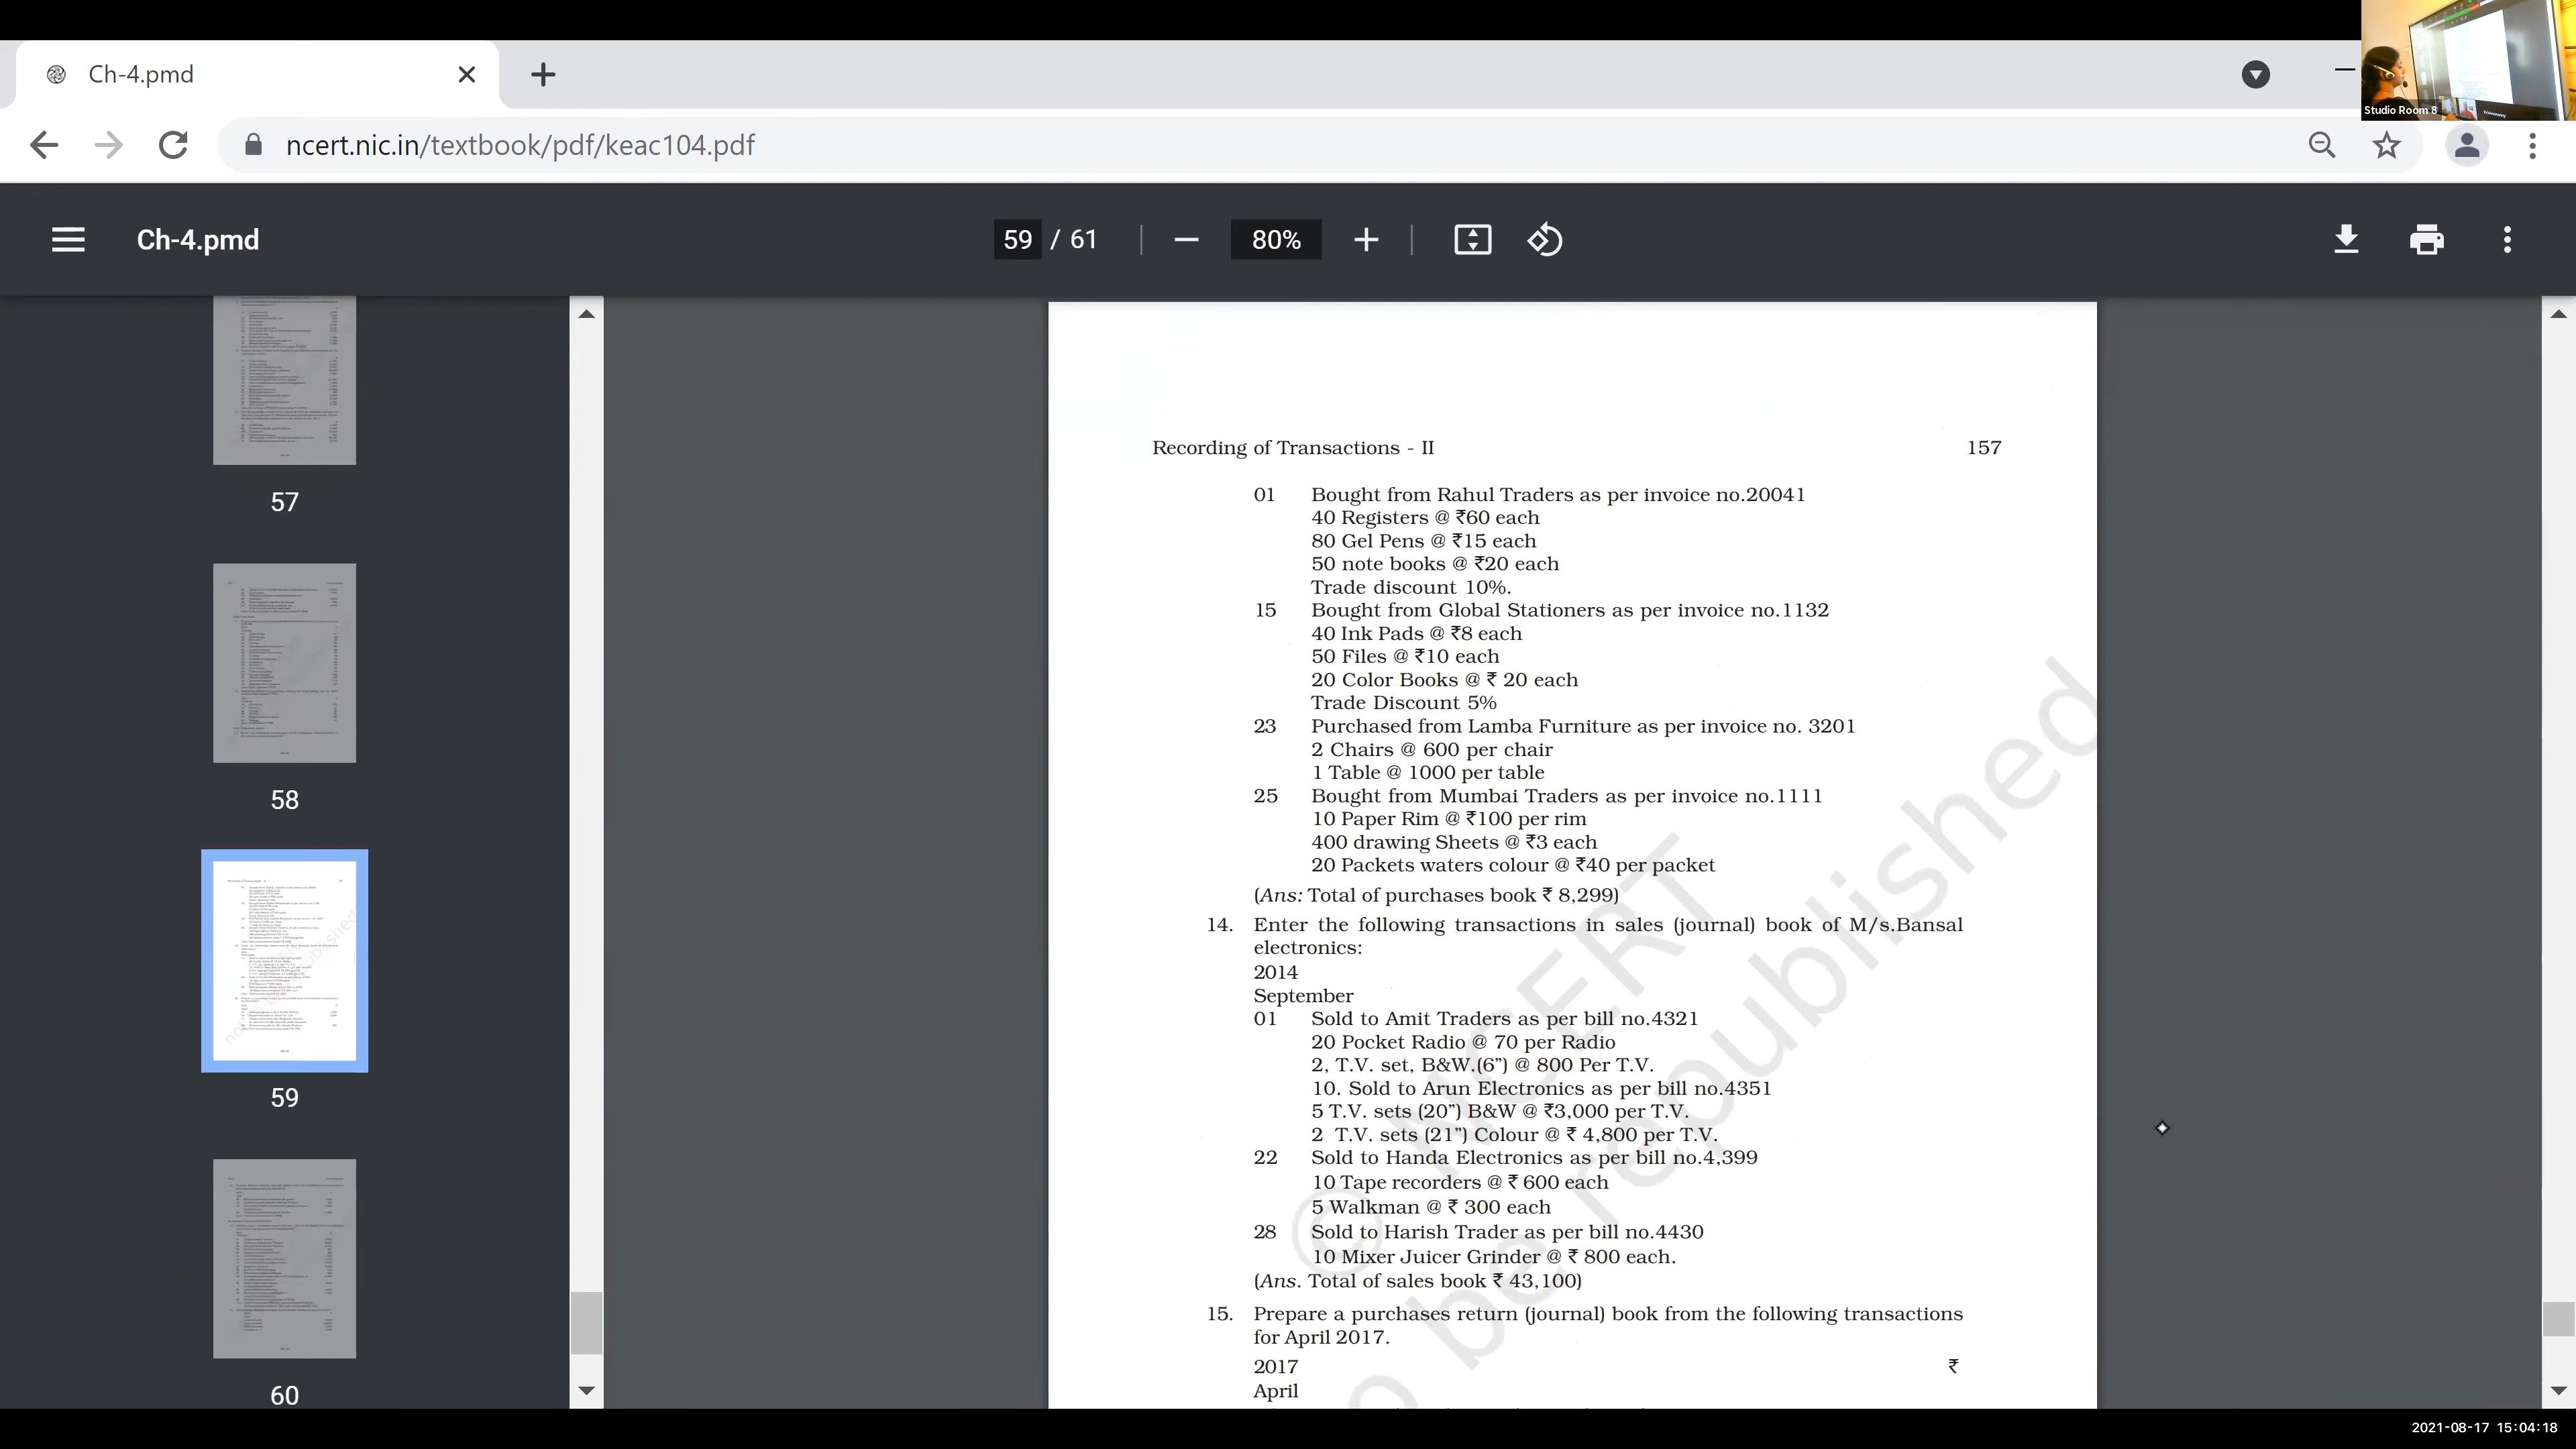 Ch-4.pmd
Studio Room 8
ncert.nic.in/textbook/pdf/keac104.pdf
Ch-4.pmd
59 / 61
80%
57
58
59
60
Recording of Transactions - II 157
01 Bought from Rahul Traders as per invoice no.20041
40 Registers @ ₹60 each
80 Gel Pens @ ₹15 each
50 note books @ ₹20 each
Trade discount 10%.
15 Bought from Global Stationers as per invoice no.1132
40 Ink Pads @ ₹8 each
50 Files @ ₹10 each
20 Color Books @ ₹ 20 each
Trade Discount 5%
23 Purchased from Lamba Furniture as per invoice no. 3201
2 Chairs @ 600 per chair
1 Table @ 1000 per table
25 Bought from Mumbai Traders as per invoice no.1111
10 Paper Rim @ ₹100 per rim
400 drawing Sheets @ ₹3 each
20 Packets waters colour @ ₹40 per packet
(Ans: Total of purchases book ₹ 8,299)
14. Enter the following transactions in sales (journal) book of M/s.Bansal
electronics:
2014
September
01 Sold to Amit Traders as per bill no.4321
20 Pocket Radio @ 70 per Radio
2, T.V. set, B&W.(6”) @ 800 Per T.V.
10. Sold to Arun Electronics as per bill no.4351
5 T.V. sets (20”) B&W @ ₹3,000 per T.V.
2 T.V. sets (21”) Colour @ ₹ 4,800 per T.V.
22 Sold to Handa Electronics as per bill no.4,399
10 Tape recorders @ ₹ 600 each
5 Walkman @ ₹ 300 each
28 Sold to Harish Trader as per bill no.4430
10 Mixer Juicer Grinder @ ₹ 800 each.
(Ans. Total of sales book ₹ 43,100)
15. Prepare a purchases return (journal) book from the following transactions
for April 2017.
2017 ₹
April
© NCERT
be republished
2021-08-17 15:04:18